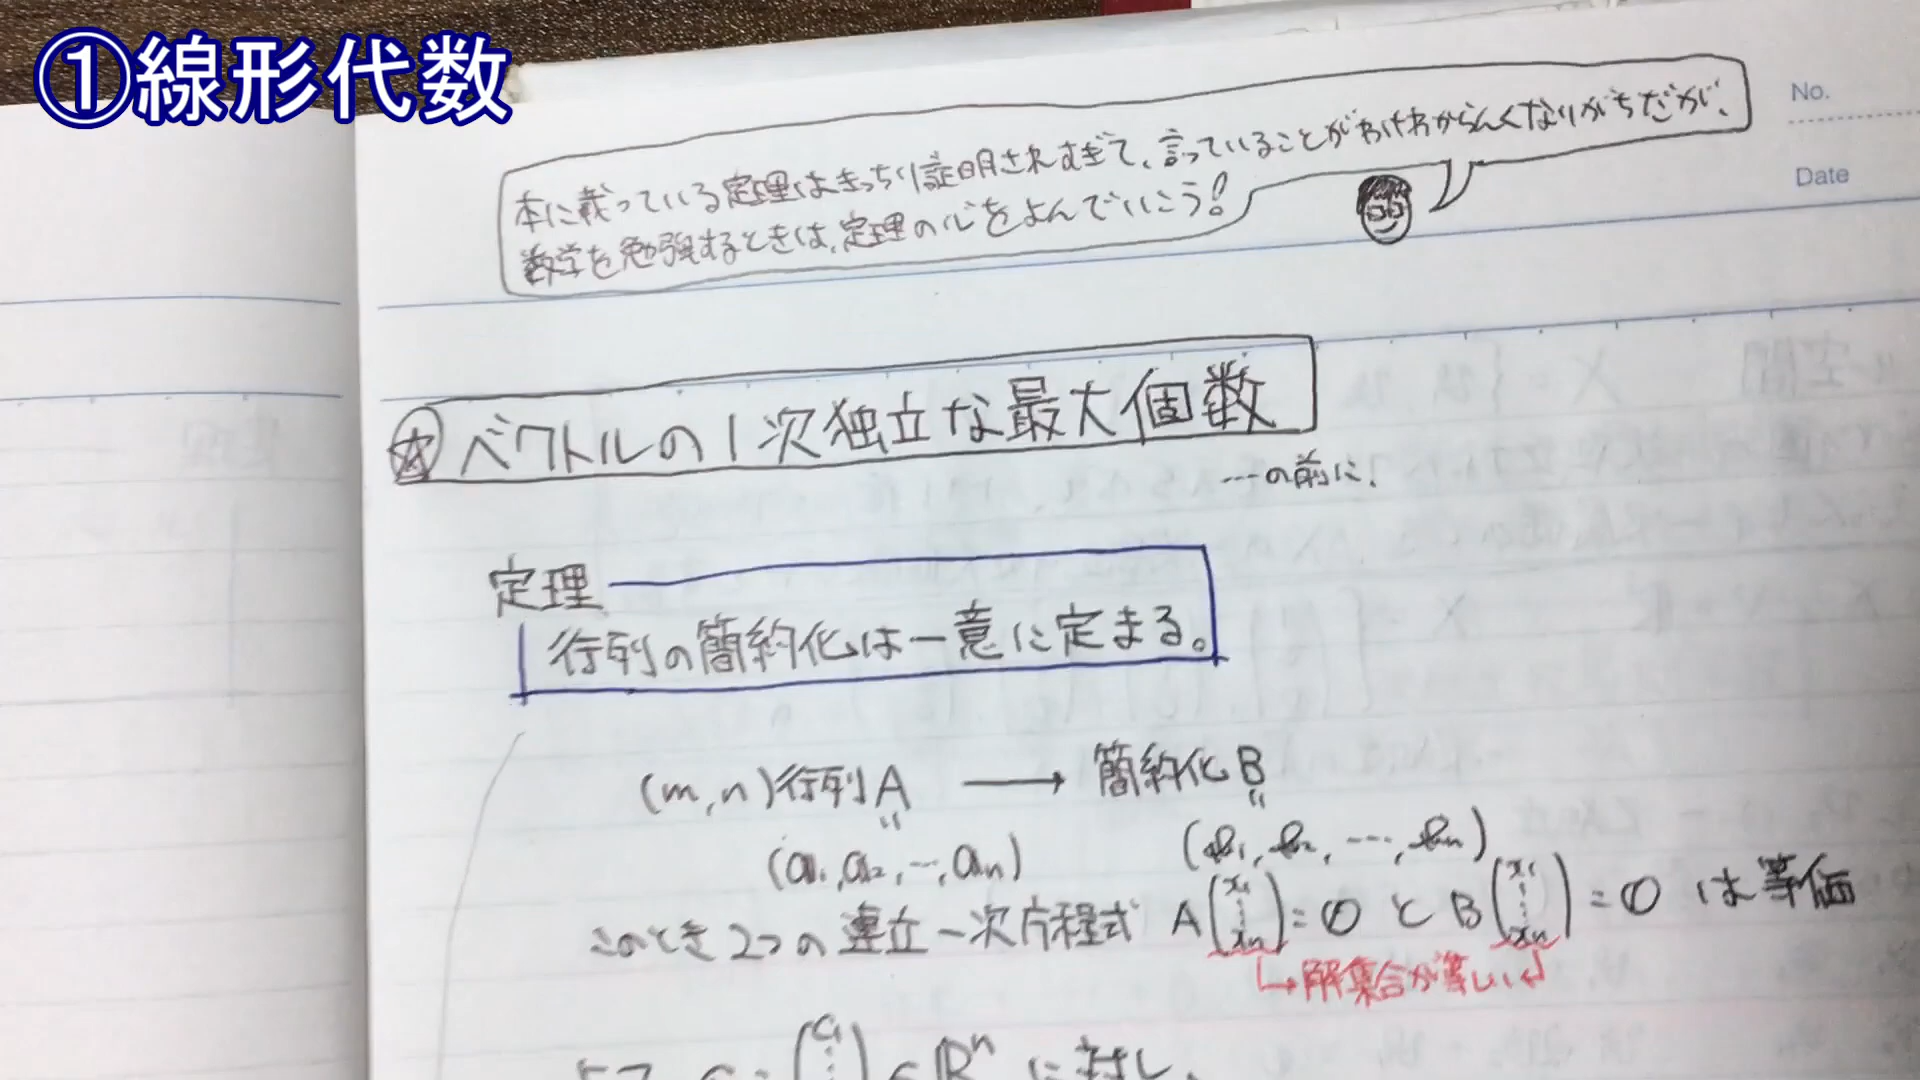 ①線形代数
No.
Date
本に載っている定理はきっちり証明されすぎて、言っていることがわけわからんくなりがちだが、
数学を勉強するときは、定理の心をよんでいこう!
☆ ベクトルの1次独立な最大個数
…の前に!
定理
行列の簡約化は一意に定まる。
(m,n)行列A → 簡約化B
(a1,a2,…,an) (b1,b2,…,bn)
このとき2つの連立一次方程式 A(x1⋮xn)=0 と B(x1⋮xn)=0 は等価
解集合が等しい
C1 ∈ Rn に対し、